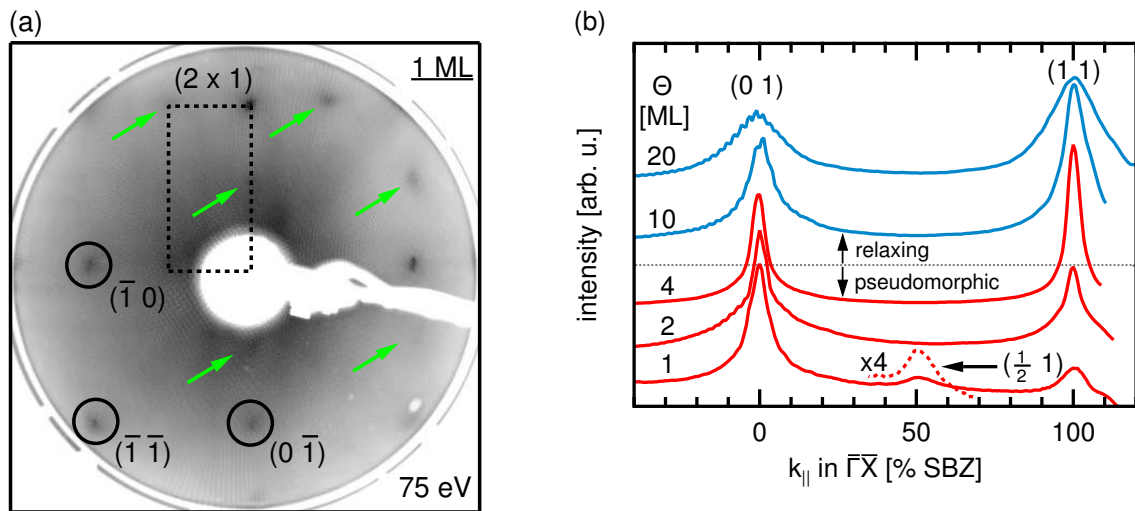 (a)
1 ML
(2 x 1)
(1̅ 0)
(1̅ 1̅)
(0 1̅)
75 eV
(b)
Θ
[ML]
(0 1)
(1 1)
20
10
relaxing
pseudomorphic
4
2
1
x4
(½ 1)
intensity [arb. u.]
0
50
100
k|| in Γ̅X̅ [% SBZ]